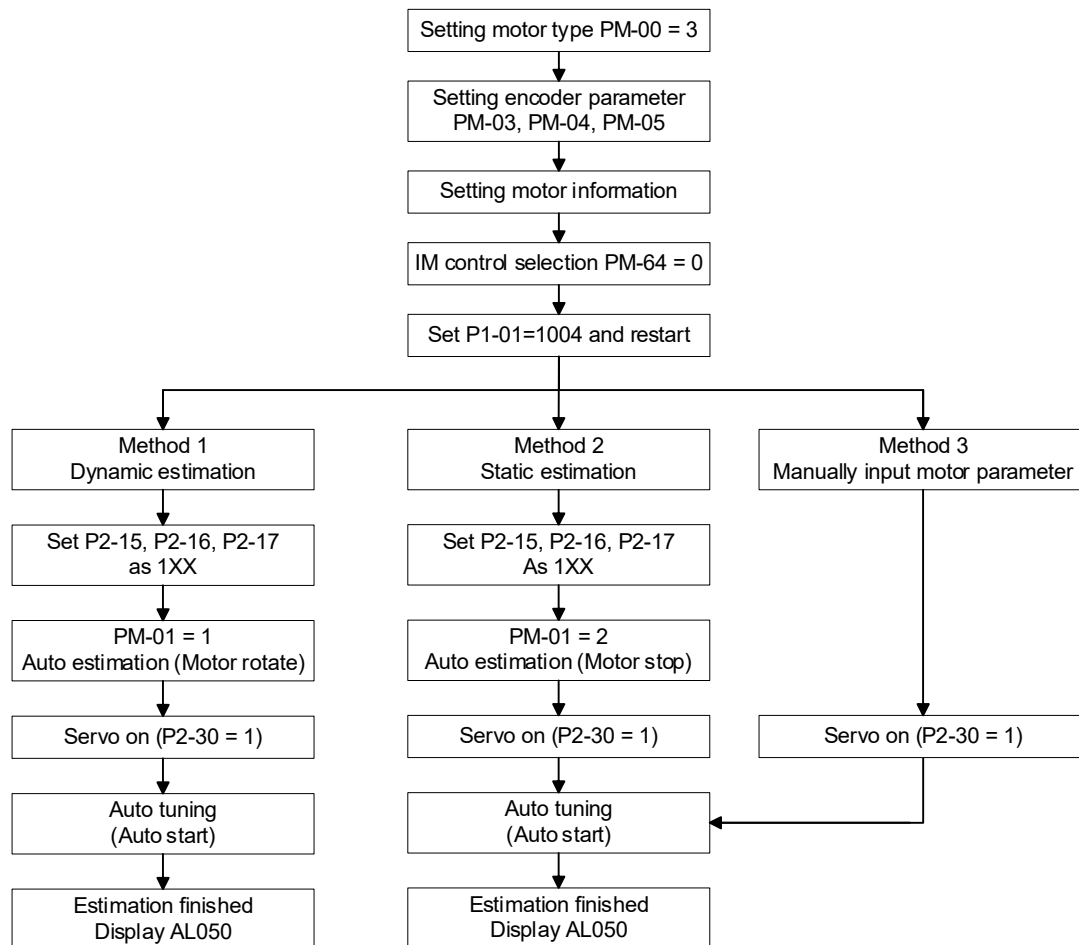 Setting motor type PM-00 = 3
Setting encoder parameter
PM-03, PM-04, PM-05
Setting motor information
IM control selection PM-64 = 0
Set P1-01=1004 and restart
Method 1
Dynamic estimation
Set P2-15, P2-16, P2-17
as 1XX
PM-01 = 1
Auto estimation (Motor rotate)
Servo on (P2-30 = 1)
Auto tuning
(Auto start)
Estimation finished
Display AL050
Method 2
Static estimation
Set P2-15, P2-16, P2-17
As 1XX
PM-01 = 2
Auto estimation (Motor stop)
Servo on (P2-30 = 1)
Auto tuning
(Auto start)
Estimation finished
Display AL050
Method 3
Manually input motor parameter
Servo on (P2-30 = 1)